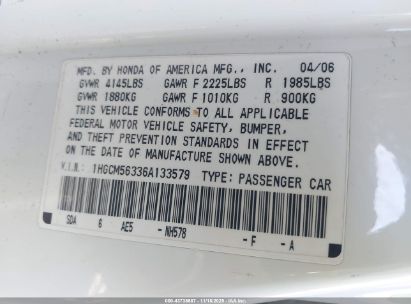 MFD. BY HONDA OF AMERICA MFG., INC. 04/06
GVWR 4145LBS GAWR F 2225LBS R 1985LBS
GVWR 1880KG GAWR F 1010KG R 900KG
THIS VEHICLE CONFORMS TO ALL APPLICABLE
FEDERAL MOTOR VEHICLE SAFETY, BUMPER,
AND THEFT PREVENTION STANDARDS IN EFFECT
ON THE DATE OF MANUFACTURE SHOWN ABOVE.
V.I.N.: 1HGCM56336A133579 TYPE: PASSENGER CAR
SDA 6 AE5 - NH578 - F - A